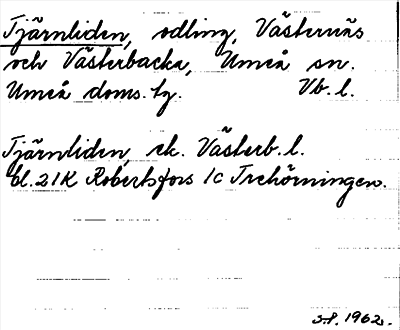 Tjärnliden, odling, Västernäs
och Västerbacka, Umeå sn.
Umeå doms. tg. Vb. l.
Tjärnliden, ek. Västerb. l.
bl. 21K Robertsfors 1c Trehörningen.
S.P. 1962.